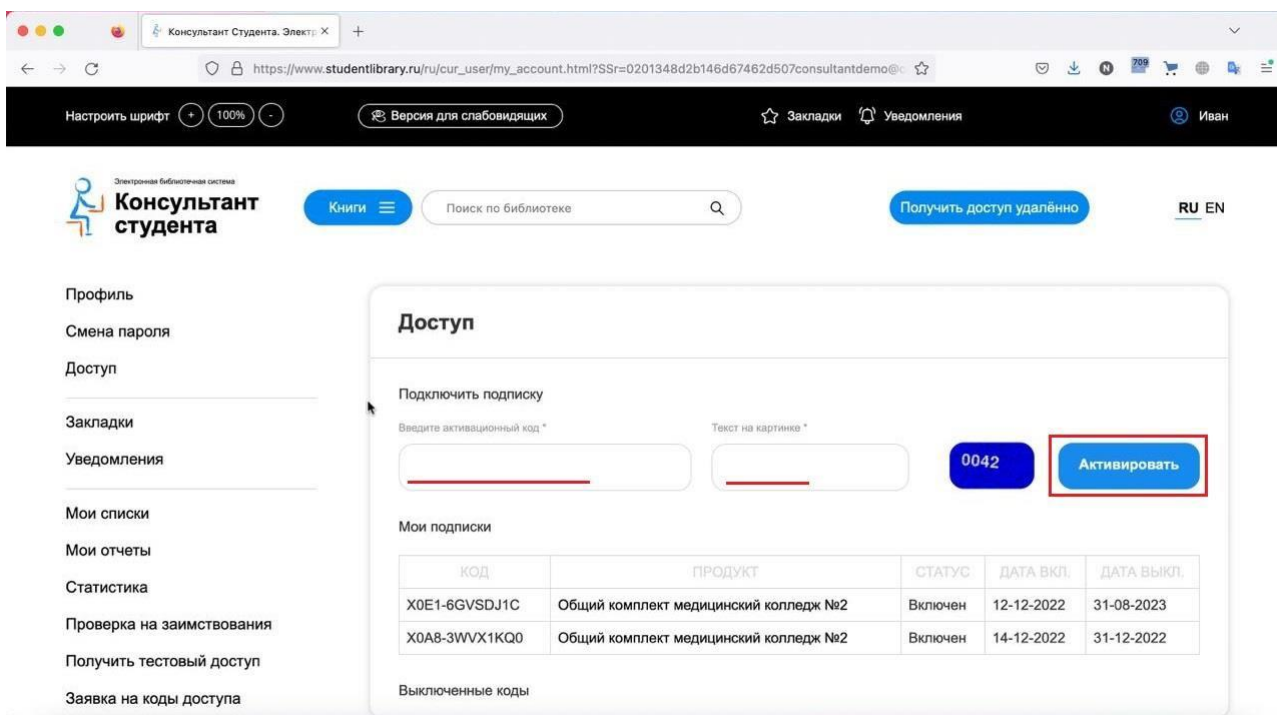 Консультант Студента. Электр
https://www.studentlibrary.ru/ru/cur_user/my_account.html?SSr=0201348d2b146d67462d507consultantdemo@
709
Настроить шрифт + 100% - Версия для слабовидящих Закладки Уведомления Иван
Электронная библиотечная система
Консультант
студента
Книги Поиск по библиотеке Получить доступ удалённо RU EN
Профиль
Смена пароля
Доступ
Закладки
Уведомления
Мои списки
Мои отчеты
Статистика
Проверка на заимствования
Получить тестовый доступ
Заявка на коды доступа
Доступ
Подключить подписку
Введите активационный код * Текст на картинке *
0042 Активировать
Мои подписки
КОД ПРОДУКТ СТАТУС ДАТА ВКЛ. ДАТА ВЫКЛ.
X0E1-6GVSDJ1C Общий комплект медицинский колледж №2 Включен 12-12-2022 31-08-2023
X0A8-3WVX1KQ0 Общий комплект медицинский колледж №2 Включен 14-12-2022 31-12-2022
Выключенные коды